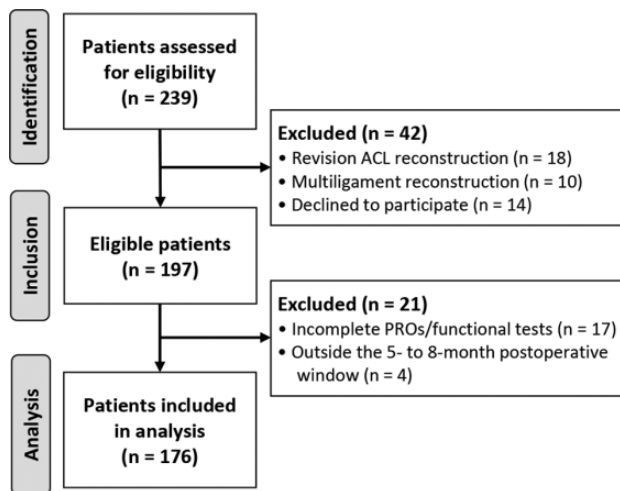 Identification
Patients assessed
for eligibility
(n = 239)
Excluded (n = 42)
• Revision ACL reconstruction (n = 18)
• Multiligament reconstruction (n = 10)
• Declined to participate (n = 14)
Inclusion
Eligible patients
(n = 197)
Excluded (n = 21)
• Incomplete PROs/functional tests (n = 17)
• Outside the 5- to 8-month postoperative
window (n = 4)
Analysis
Patients included
in analysis
(n = 176)